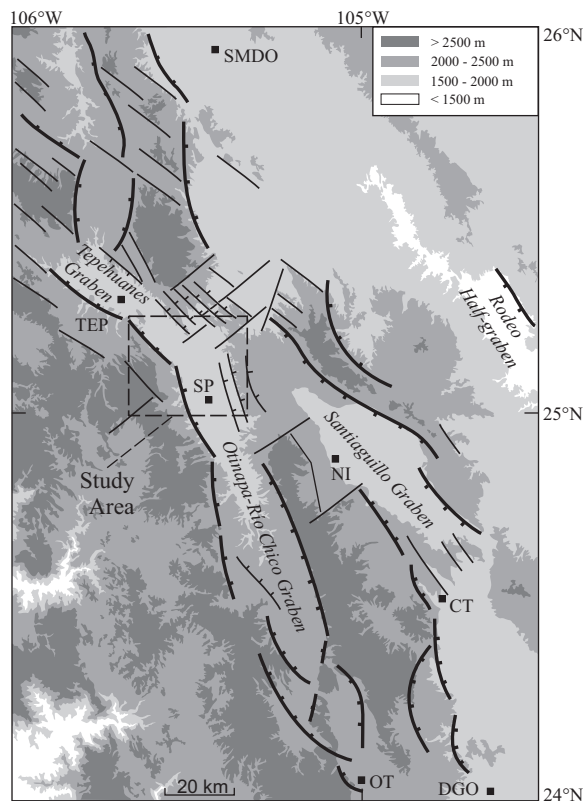 106°W
105°W
26°N
SMDO
> 2500 m
2000 - 2500 m
1500 - 2000 m
< 1500 m
Tepehuanes
Graben
TEP
Rodeo
Half-graben
SP
25°N
Study
Area
Santiaguillo Graben
NI
Otinapa-Río Chico Graben
CT
20 km
OT
DGO
24°N